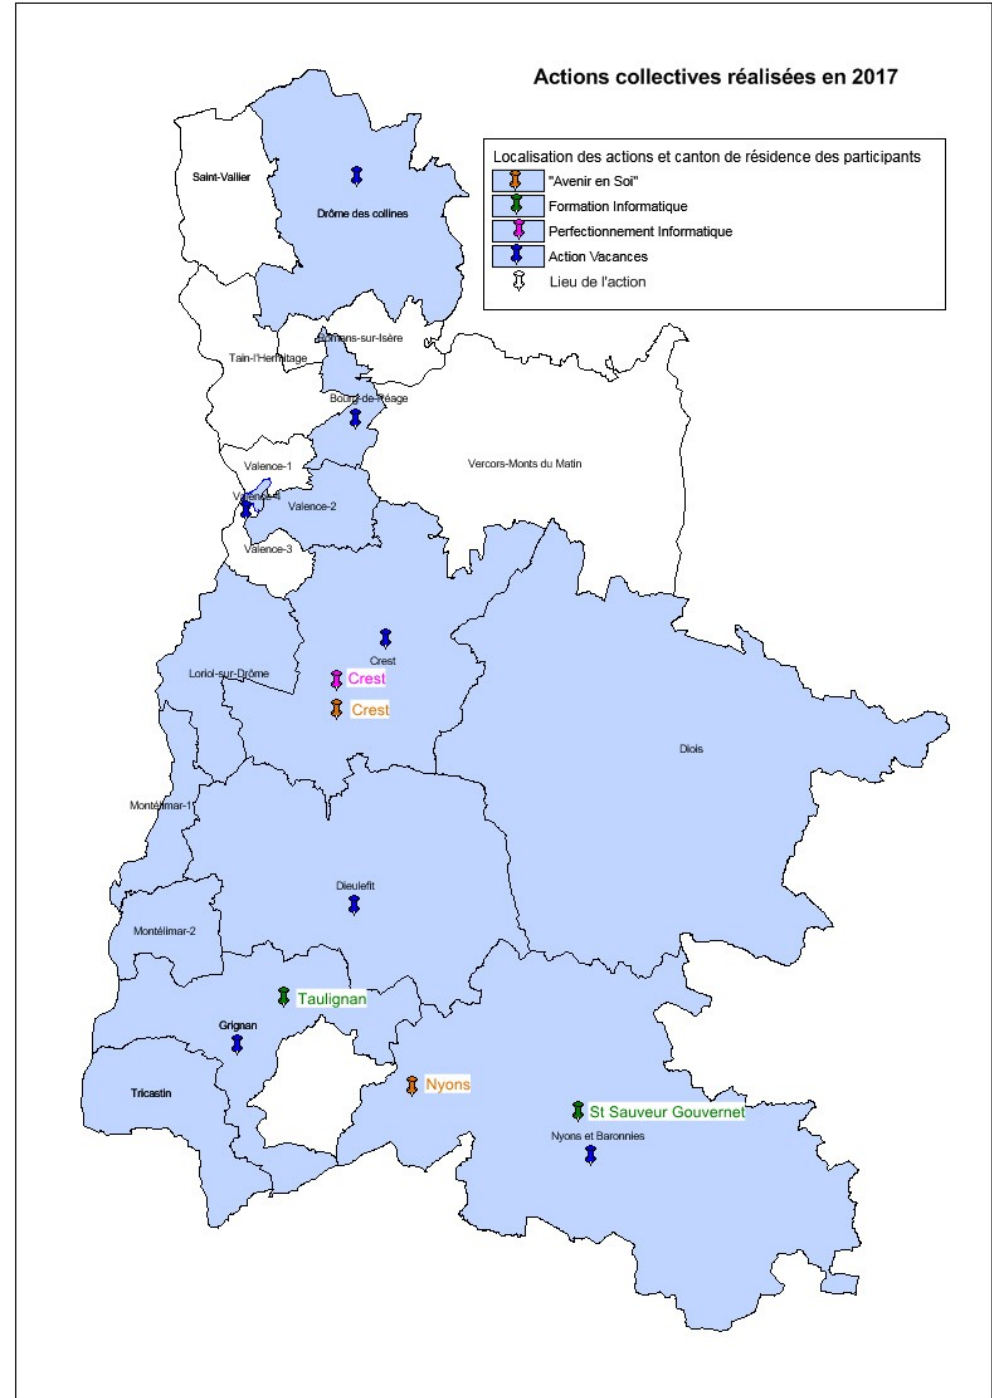 Actions collectives réalisées en 2017
Localisation des actions et canton de résidence des participants
"Avenir en Soi"
Formation Informatique
Perfectionnement Informatique
Action Vacances
Lieu de l'action
Saint-Vallier
Drôme des collines
Romans-sur-Isère
Tain-l'Hermitage
Bourg-de-Péage
Vercors-Monts du Matin
Valence-1
Valence-4
Valence-2
Valence-3
Crest
Loriol-sur-Drôme
Crest
Crest
Diois
Montélimar-1
Dieulefit
Montélimar-2
Taulignan
Grignan
Nyons
Tricastin
St Sauveur Gouvernet
Nyons et Baronnies